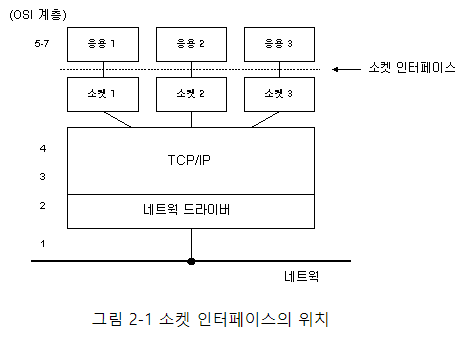 (OSI 계층)
5-7
응용 1
응용 2
응용 3
소켓 인터페이스
소켓 1
소켓 2
소켓 3
4
TCP/IP
3
2
네트웍 드라이버
1
네트웍
그림 2-1 소켓 인터페이스의 위치